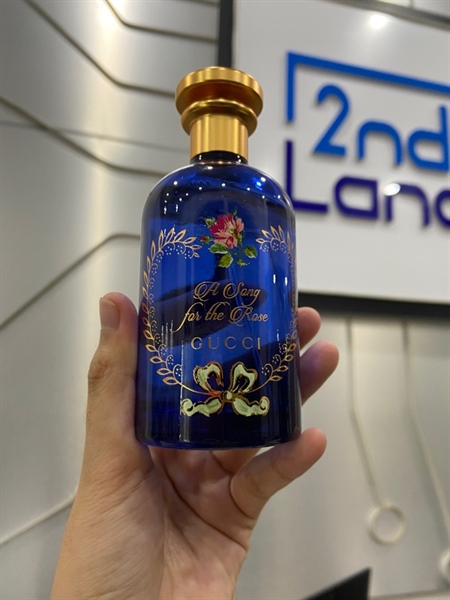 2nd
Land
A Song
for the Rose
GUCCI